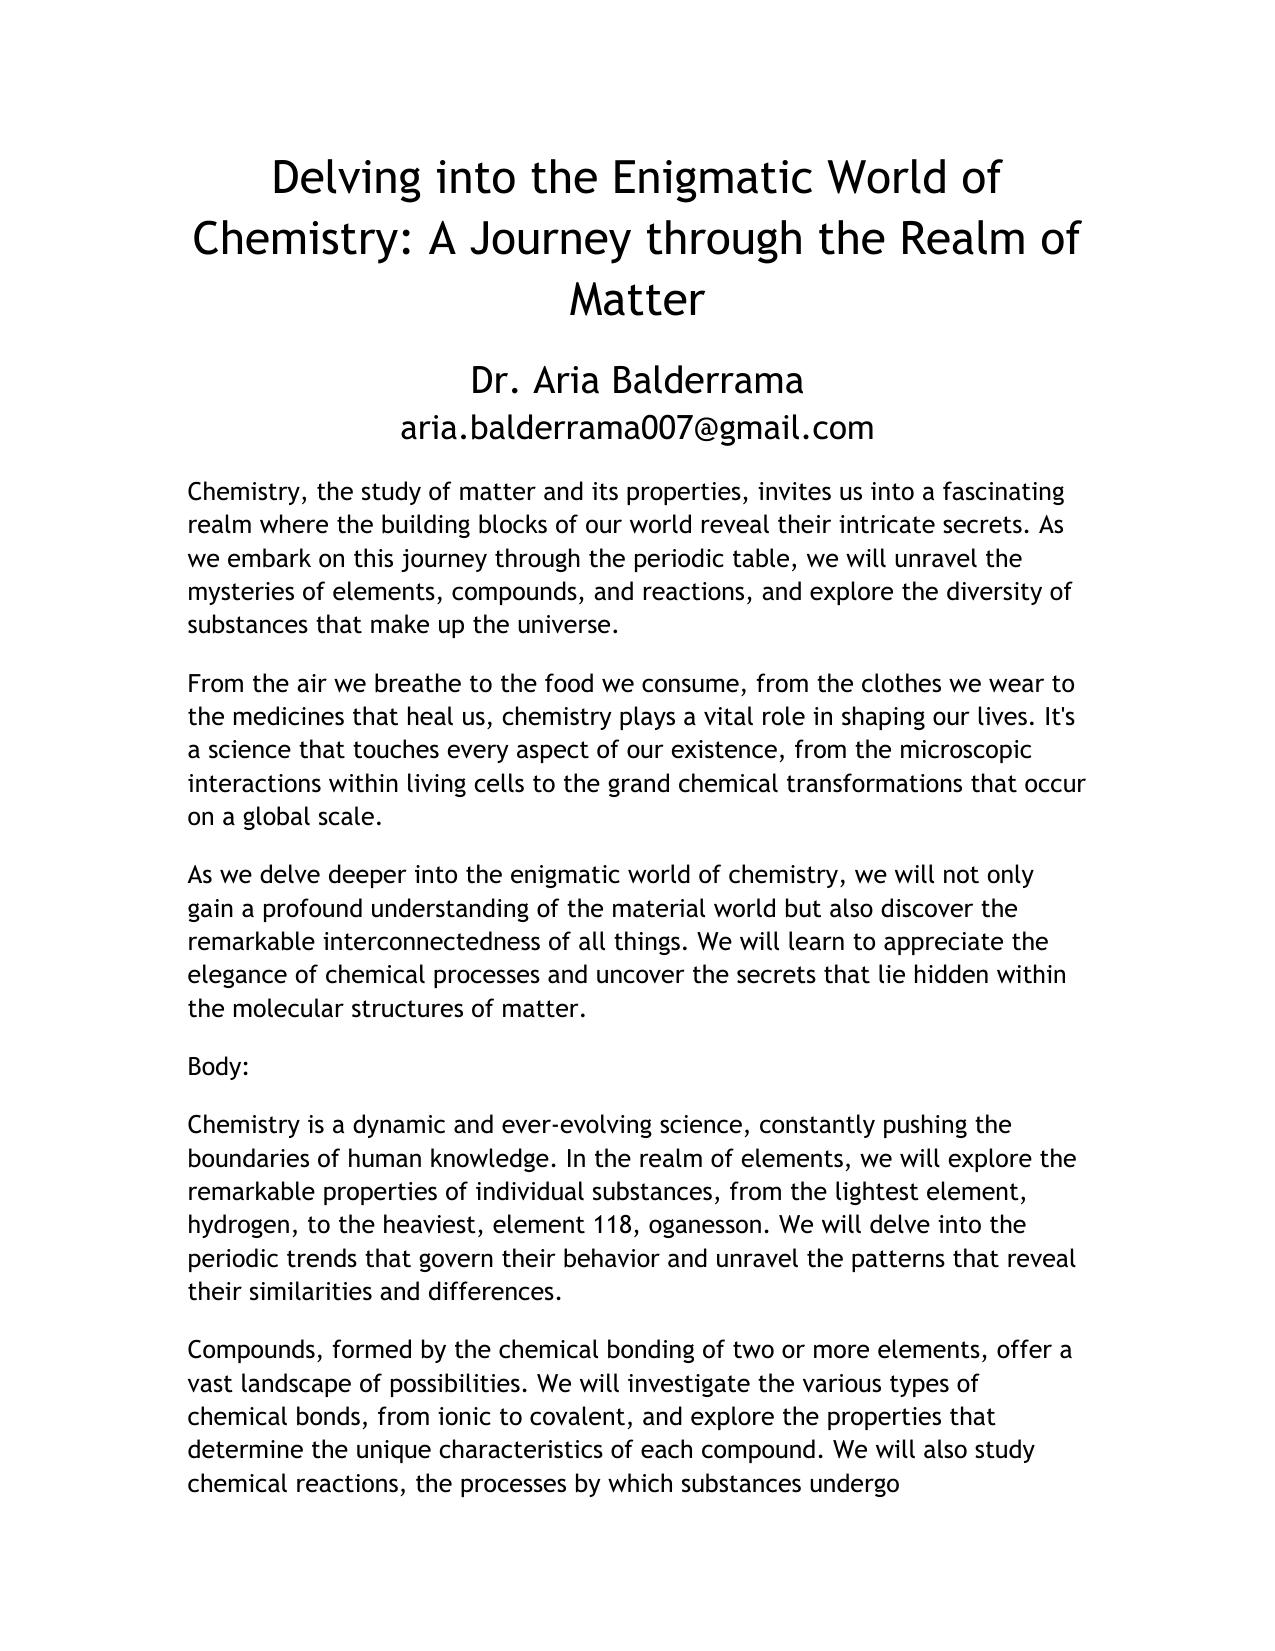 Delving into the Enigmatic World of
Chemistry: A Journey through the Realm of
Matter
Dr. Aria Balderrama
aria.balderrama007@gmail.com
Chemistry, the study of matter and its properties, invites us into a fascinating
realm where the building blocks of our world reveal their intricate secrets. As
we embark on this journey through the periodic table, we will unravel the
mysteries of elements, compounds, and reactions, and explore the diversity of
substances that make up the universe.
From the air we breathe to the food we consume, from the clothes we wear to
the medicines that heal us, chemistry plays a vital role in shaping our lives. It's
a science that touches every aspect of our existence, from the microscopic
interactions within living cells to the grand chemical transformations that occur
on a global scale.
As we delve deeper into the enigmatic world of chemistry, we will not only
gain a profound understanding of the material world but also discover the
remarkable interconnectedness of all things. We will learn to appreciate the
elegance of chemical processes and uncover the secrets that lie hidden within
the molecular structures of matter.
Body:
Chemistry is a dynamic and ever-evolving science, constantly pushing the
boundaries of human knowledge. In the realm of elements, we will explore the
remarkable properties of individual substances, from the lightest element,
hydrogen, to the heaviest, element 118, oganesson. We will delve into the
periodic trends that govern their behavior and unravel the patterns that reveal
their similarities and differences.
Compounds, formed by the chemical bonding of two or more elements, offer a
vast landscape of possibilities. We will investigate the various types of
chemical bonds, from ionic to covalent, and explore the properties that
determine the unique characteristics of each compound. We will also study
chemical reactions, the processes by which substances undergo